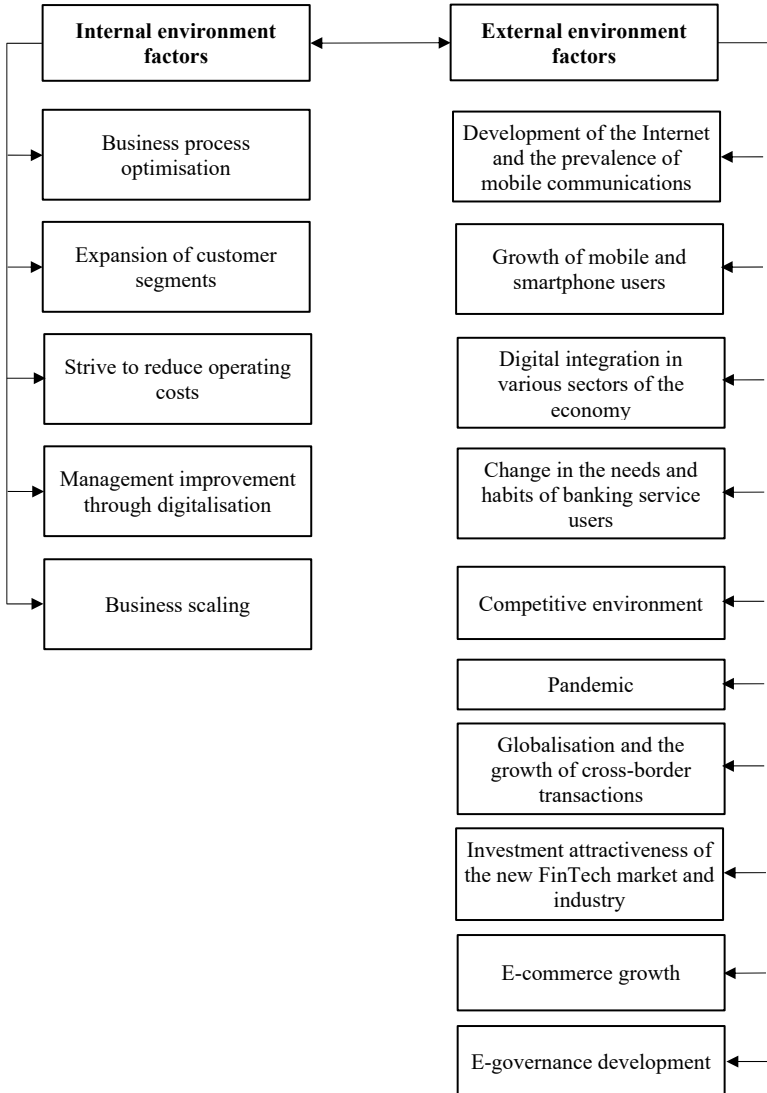 Internal environment
factors
Business process
optimisation
Expansion of customer
segments
Strive to reduce operating
costs
Management improvement
through digitalisation
Business scaling
External environment
factors
Development of the Internet
and the prevalence of
mobile communications
Growth of mobile and
smartphone users
Digital integration in
various sectors of the
economy
Change in the needs and
habits of banking service
users
Competitive environment
Pandemic
Globalisation and the
growth of cross-border
transactions
Investment attractiveness of
the new FinTech market and
industry
E-commerce growth
E-governance development